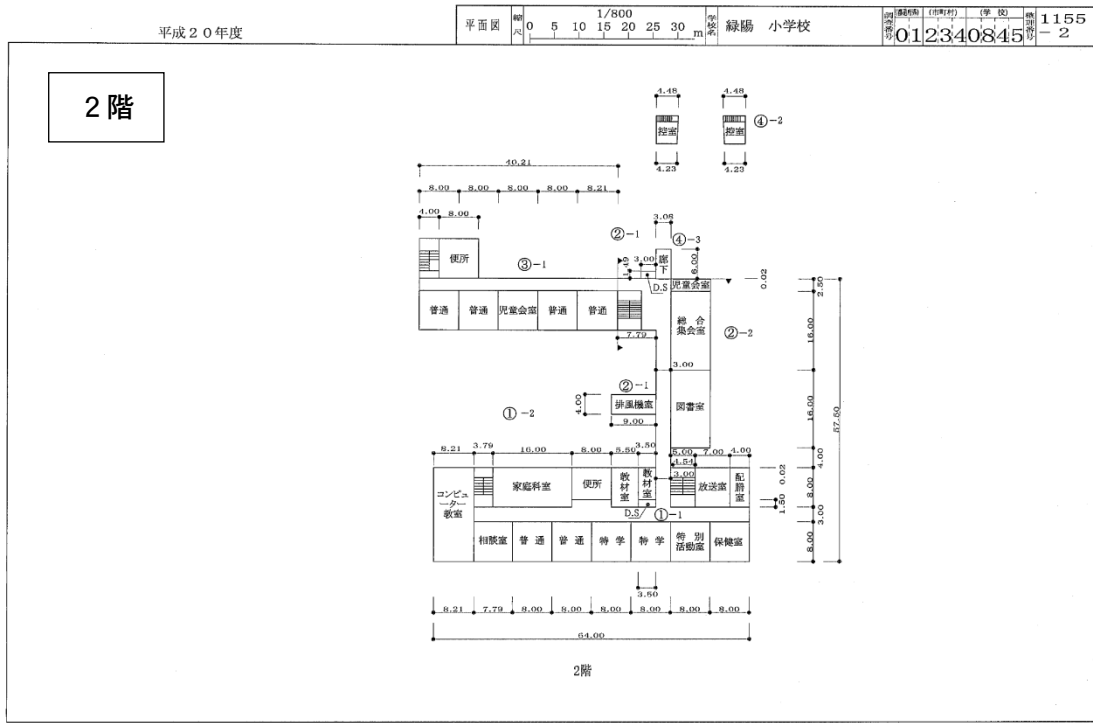 平成20年度
平面図 縮尺 1/800
0 5 10 15 20 25 30 m
学校名 緑陽 小学校
調査番号 (市町村) (学校)
01 234 0845
1155-2
2階
4.48 4.48
控室 控室 ④-2
4.23 4.23
40.21
8.00 8.00 8.00 8.00 8.21
4.00 8.00
3.08
②-1 ④-3
便所 ③-1 3.00 廊下 6.00 0.02
D.S 児童会室 2.50
普通 普通 児童会室 普通 普通 総合集会室 16.00
②-2
7.79
3.00
②-1
4.00 排風機室 図書室 16.00 57.50
①-2
9.00
8.21 3.79 16.00 8.00 5.50 3.50 5.00 7.00 4.00 4.00
4.54
コンピューター教室 家庭科室 便所 教材室 教材室 3.00 放送室 配膳室 0.02 8.00
1.50
D.S ①-1 3.00
相談室 普通 普通 特学 特学 特別活動室 保健室 8.00
3.50
8.21 7.79 8.00 8.00 8.00 8.00 8.00 8.00
64.00
2階